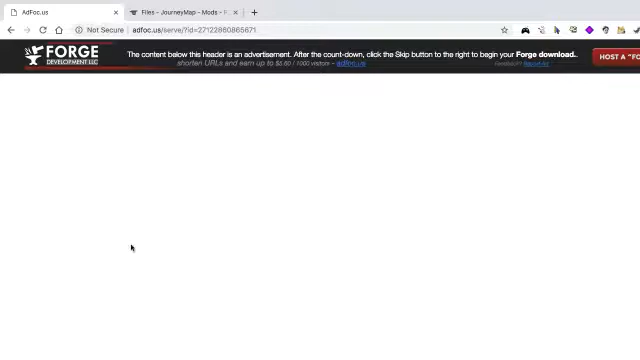 AdFoc.us
Files - JourneyMap - Mods - F
Not Secure | adfoc.us/serve/?id=27122860865671
FORGE
DEVELOPMENT LLC
The content below this header is an advertisement. After the count-down, click the Skip button to the right to begin your Forge download..
shorten URLs and earn up to $5.60 / 1000 visitors - adfoc.us
HOST A "FO